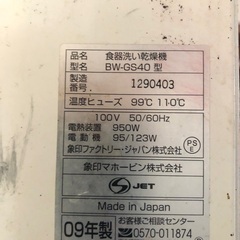 品名 食器洗い乾燥機
型名 BW-GS40 型
製造番号. 1290403
温度ヒューズ 99℃ 110℃
100V 50/60Hz
電熱装置 950W
電動機 95/123W
PS E
象印ファクトリー・ジャパン株式会社
象印マホービン株式会社
JET
Made in Japan
09年製
お客様ご相談センター
0570-011874